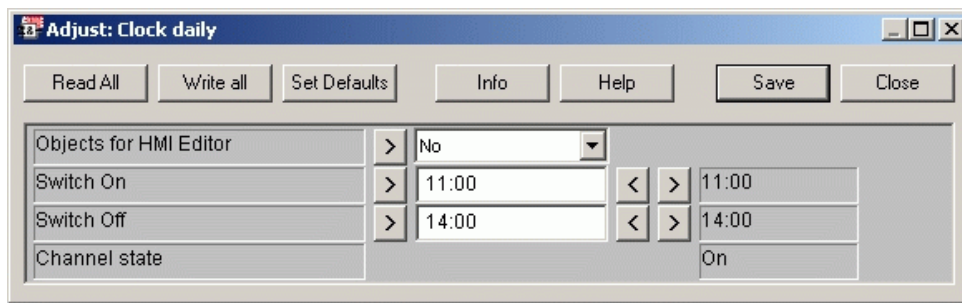 Adjust: Clock daily
Read All Write all Set Defaults Info Help Save Close
Objects for HMI Editor > No
Switch On > 11:00 < > 11:00
Switch Off > 14:00 < > 14:00
Channel state On